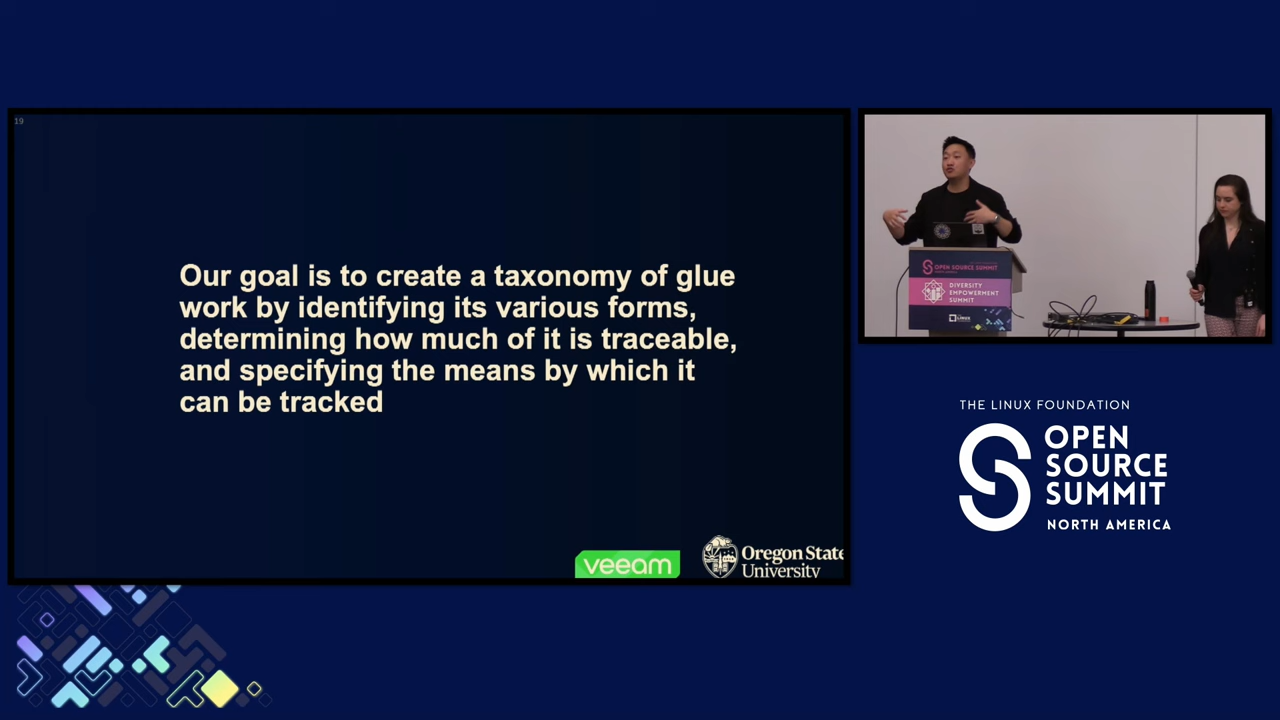 19
Our goal is to create a taxonomy of glue
work by identifying its various forms,
determining how much of it is traceable,
and specifying the means by which it
can be tracked
veeam
Oregon State
University
OPEN SOURCE SUMMIT
DIVERSITY
EMPOWERMENT
SUMMIT
LINUX
THE LINUX FOUNDATION
OPEN
SOURCE
SUMMIT
NORTH AMERICA